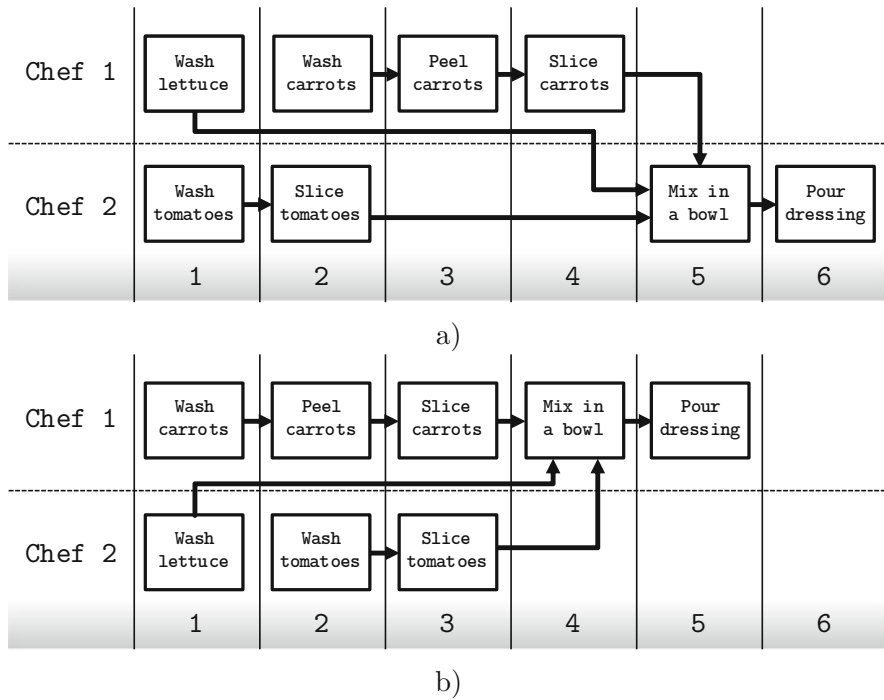 Chef 1
Wash
lettuce
Wash
carrots
Peel
carrots
Slice
carrots
Chef 2
Wash
tomatoes
Slice
tomatoes
Mix in
a bowl
Pour
dressing
1 2 3 4 5 6
a)
Chef 1
Wash
carrots
Peel
carrots
Slice
carrots
Mix in
a bowl
Pour
dressing
Chef 2
Wash
lettuce
Wash
tomatoes
Slice
tomatoes
1 2 3 4 5 6
b)